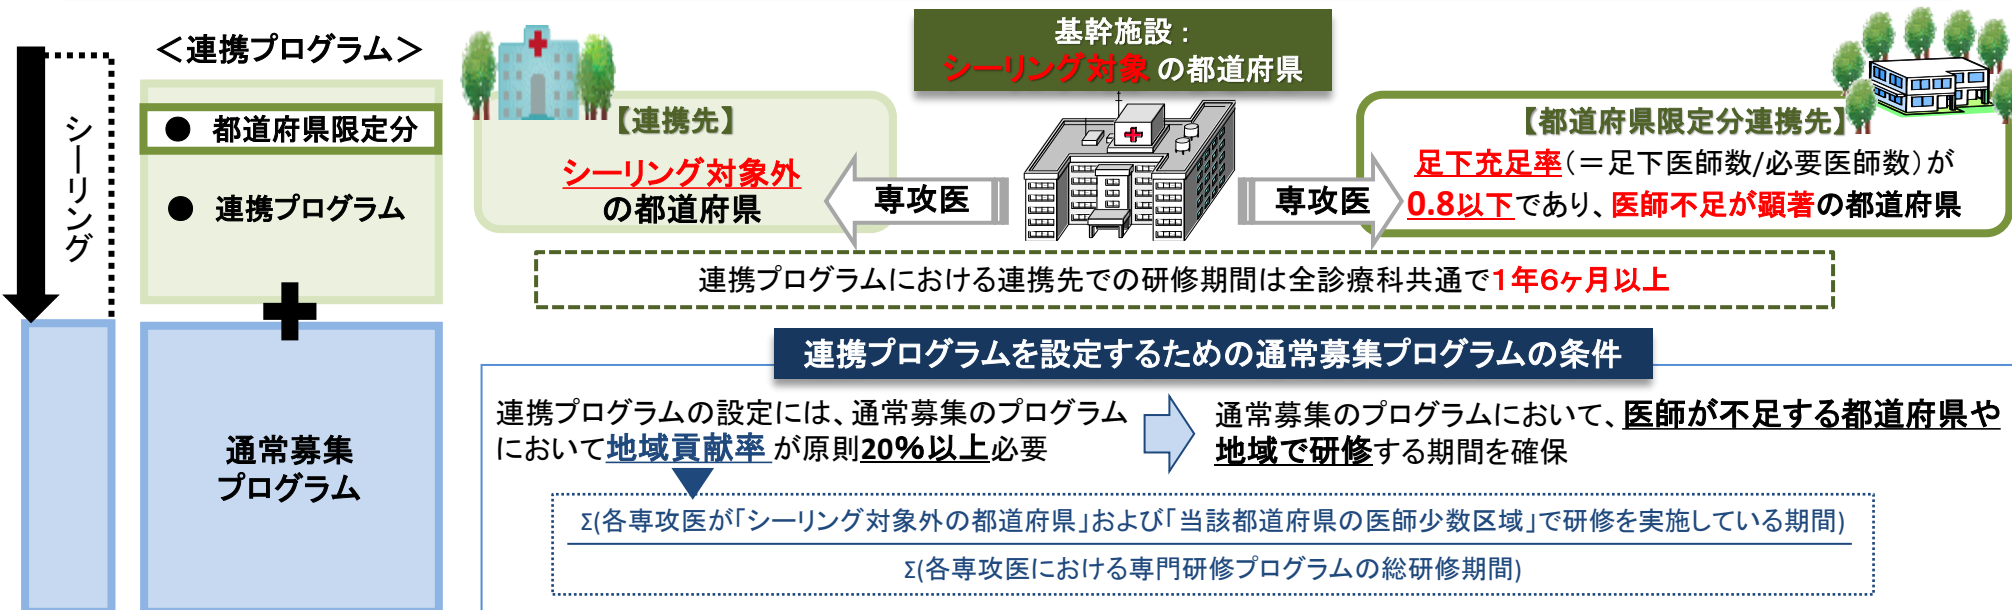 シーリング
＜連携プログラム＞
● 都道府県限定分
● 連携プログラム
通常募集
プログラム
基幹施設：
シーリング対象 の都道府県
【連携先】
シーリング対象外
の都道府県
専攻医
専攻医
【都道府県限定分連携先】
足下充足率（＝足下医師数/必要医師数）が
0.8以下であり、医師不足が顕著の都道府県
連携プログラムにおける連携先での研修期間は全診療科共通で1年6ヶ月以上
連携プログラムを設定するための通常募集プログラムの条件
連携プログラムの設定には、通常募集のプログラム
において地域貢献率 が原則20%以上必要
通常募集のプログラムにおいて、医師が不足する都道府県や
地域で研修する期間を確保
Σ(各専攻医が「シーリング対象外の都道府県」および「当該都道府県の医師少数区域」で研修を実施している期間)
Σ(各専攻医における専門研修プログラムの総研修期間)